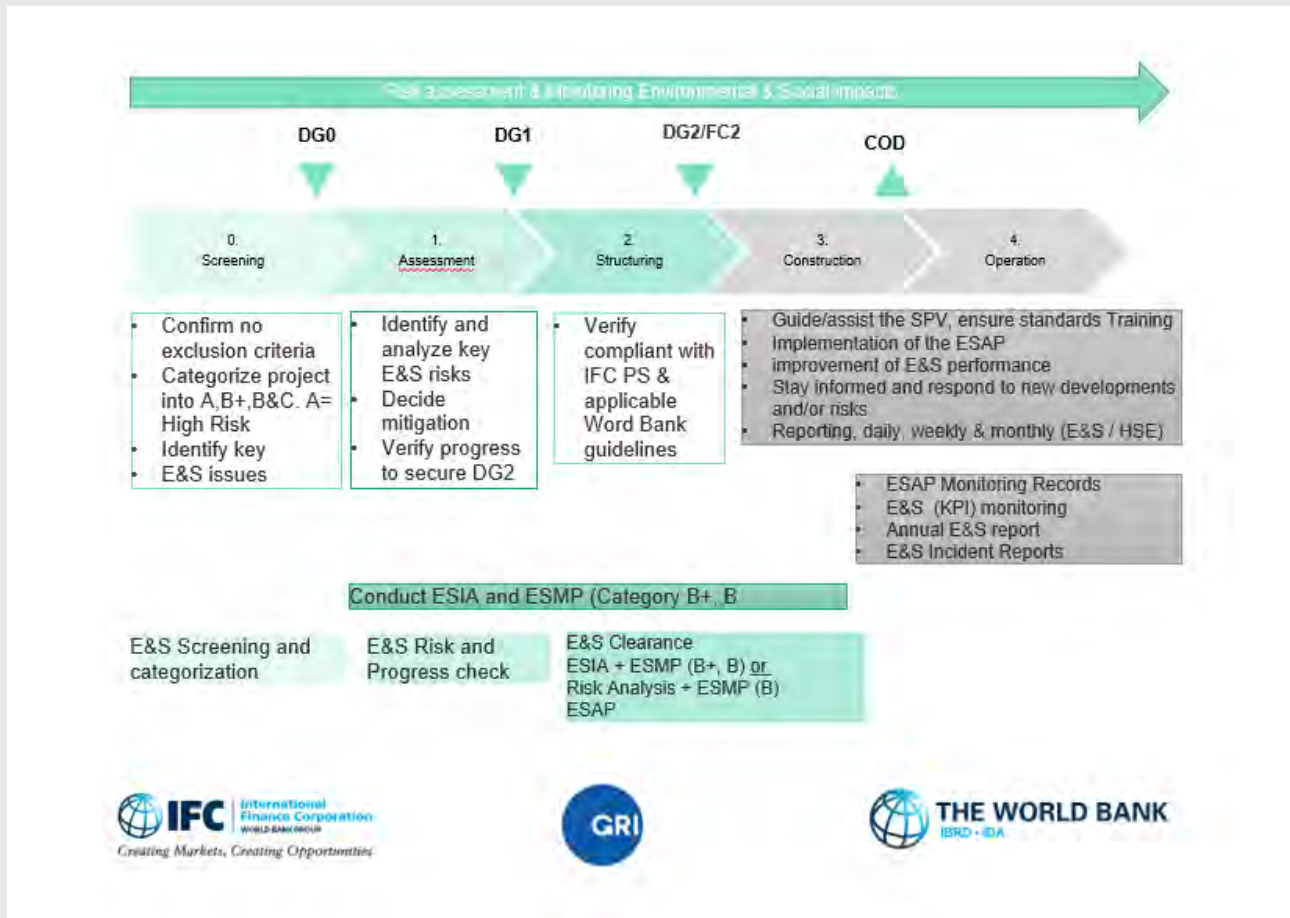 Risk assessment & Monitoring Environmental & Social impacts
DG0
DG1
DG2/FC2
COD
0.
Screening
1.
Assessment
2.
Structuring
3.
Construction
4.
Operation
• Confirm no
exclusion criteria
• Categorize project
into A,B+,B&C. A=
High Risk
• Identify key
• E&S issues
• Identify and
analyze key
E&S risks
• Decide
mitigation
• Verify progress
to secure DG2
• Verify
compliant with
IFC PS &
applicable
Word Bank
guidelines
• Guide/assist the SPV, ensure standards Training
• Implementation of the ESAP
• improvement of E&S performance
• Stay informed and respond to new developments
and/or risks
• Reporting, daily, weekly & monthly (E&S / HSE)
• ESAP Monitoring Records
• E&S (KPI) monitoring
• Annual E&S report
• E&S Incident Reports
Conduct ESIA and ESMP (Category B+, B
E&S Screening and
categorization
E&S Risk and
Progress check
E&S Clearance
ESIA + ESMP (B+, B) or
Risk Analysis + ESMP (B)
ESAP
IFC
International
Finance Corporation
WORLD BANK GROUP
Creating Markets, Creating Opportunities
GRI
THE WORLD BANK
IBRD • IDA